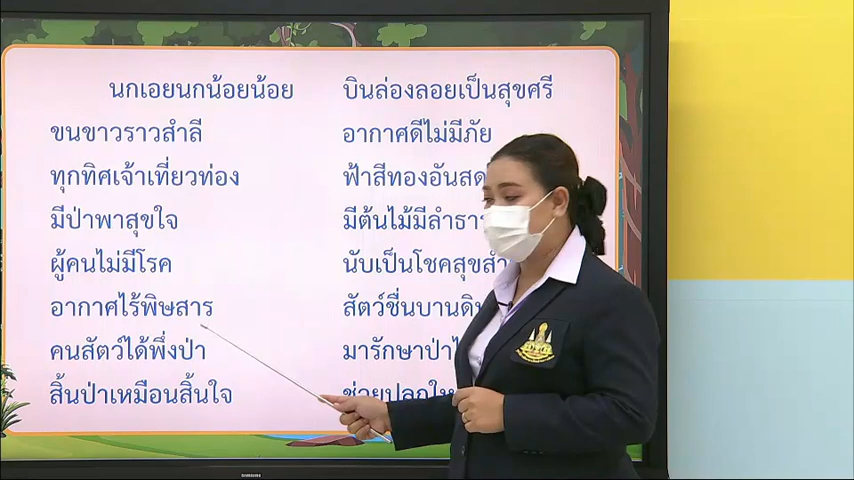 นกเอยนกน้อยน้อย บินล่องลอยเป็นสุขศรี
ขนขาวราวสำลี อากาศดีไม่มีภัย
ทุกทิศเจ้าเที่ยวท่อง ฟ้าสีทองอันสด
มีป่าพาสุขใจ มีต้นไม้มีลำธาร
ผู้คนไม่มีโรค นับเป็นโชคสุข
อากาศไร้พิษสาร สัตว์ชื่นบาน
คนสัตว์ได้พึ่งป่า มารักษาป่า
สิ้นป่าเหมือนสิ้นใจ ช่วยปลูก
SAMSUNG